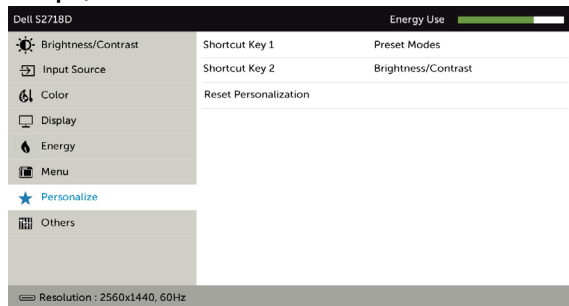 Dell S2718D Energy Use
Brightness/Contrast Shortcut Key 1 Preset Modes
Input Source Shortcut Key 2 Brightness/Contrast
Color Reset Personalization
Display
Energy
Menu
Personalize
Others
Resolution : 2560x1440, 60Hz